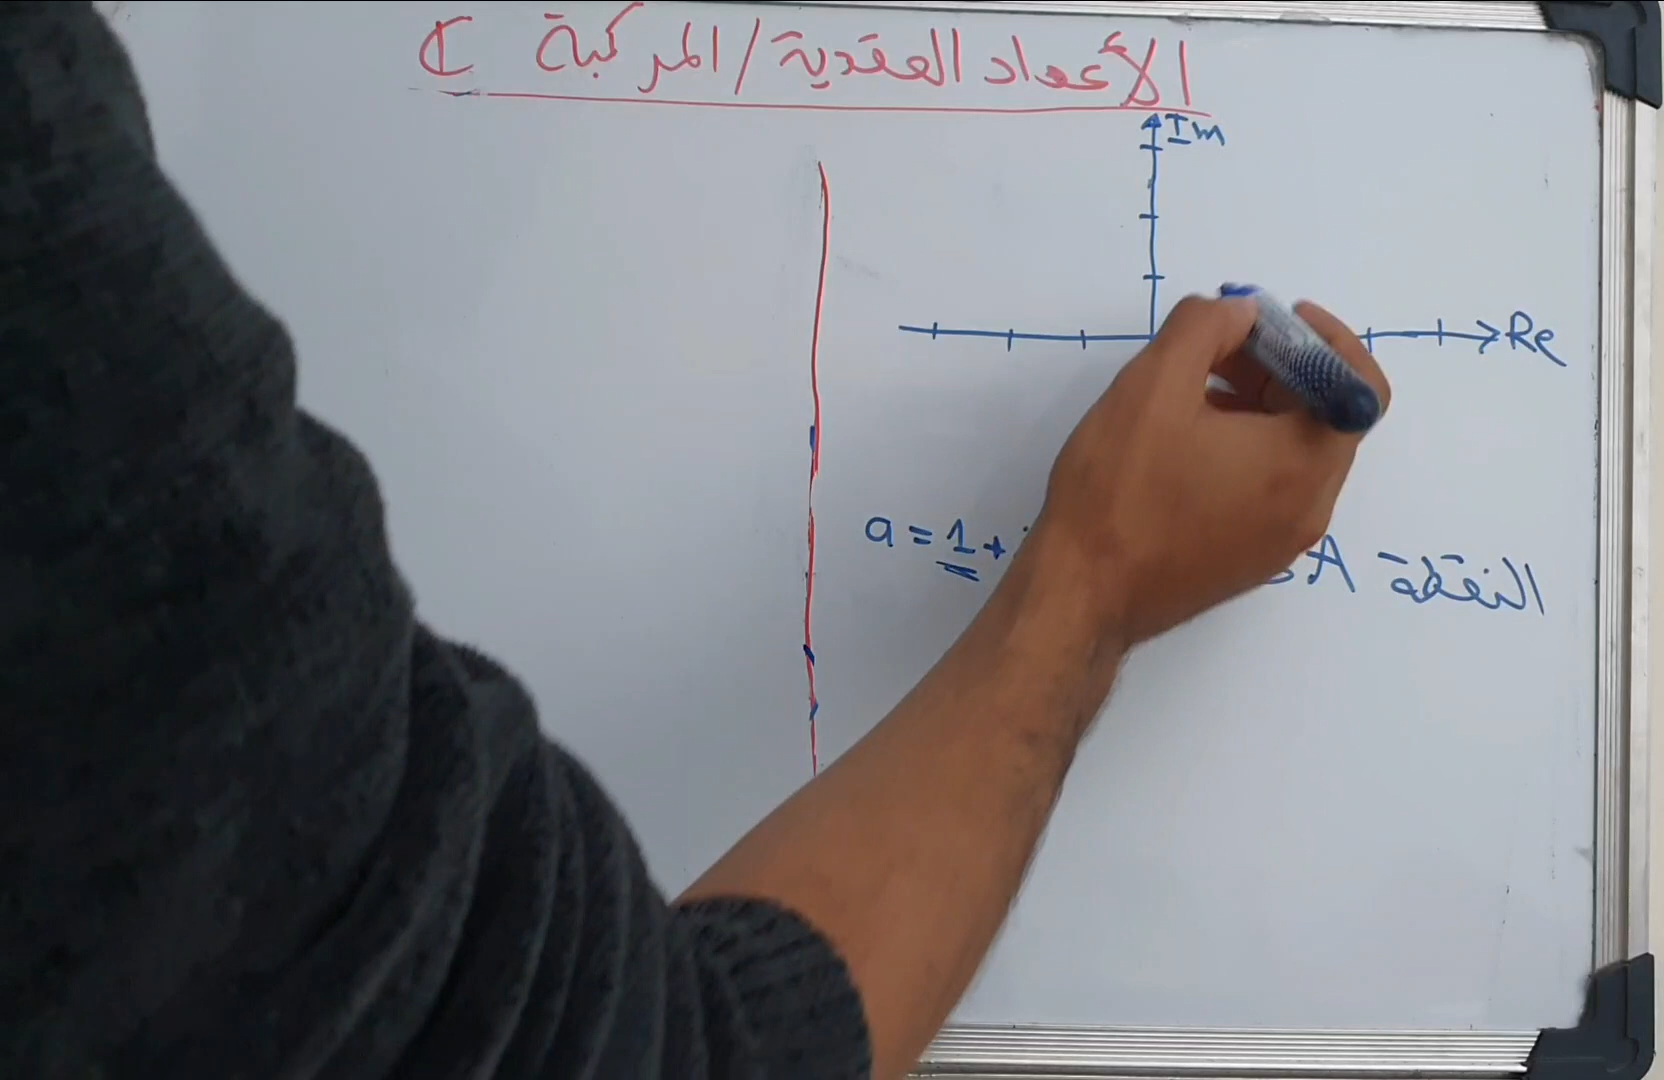 الأعداد العقدية/المركبة ℂ
Im
Re
النقطة A
a = 1 +